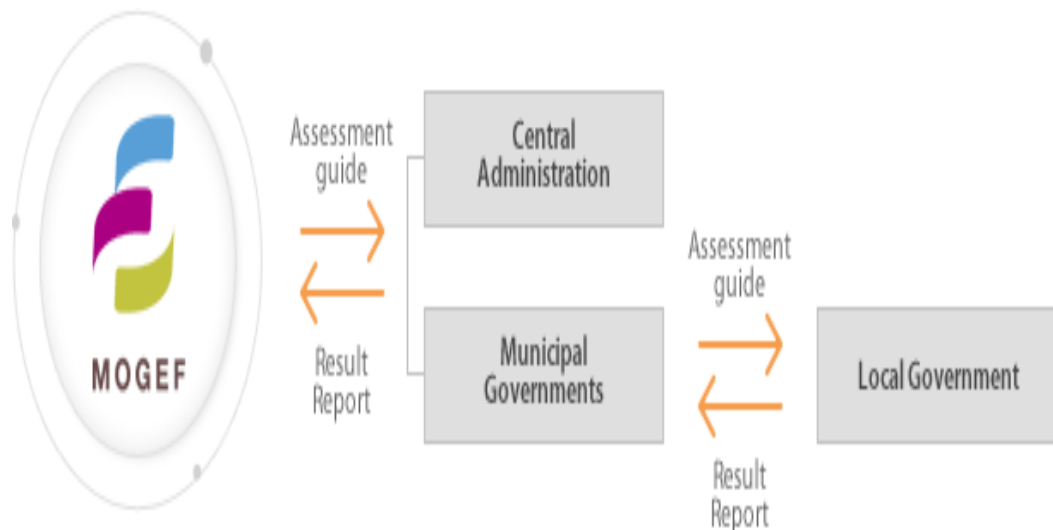 MOGEF
Assessment
guide
Result
Report
Central
Administration
Municipal
Governments
Assessment
guide
Result
Report
Local Government